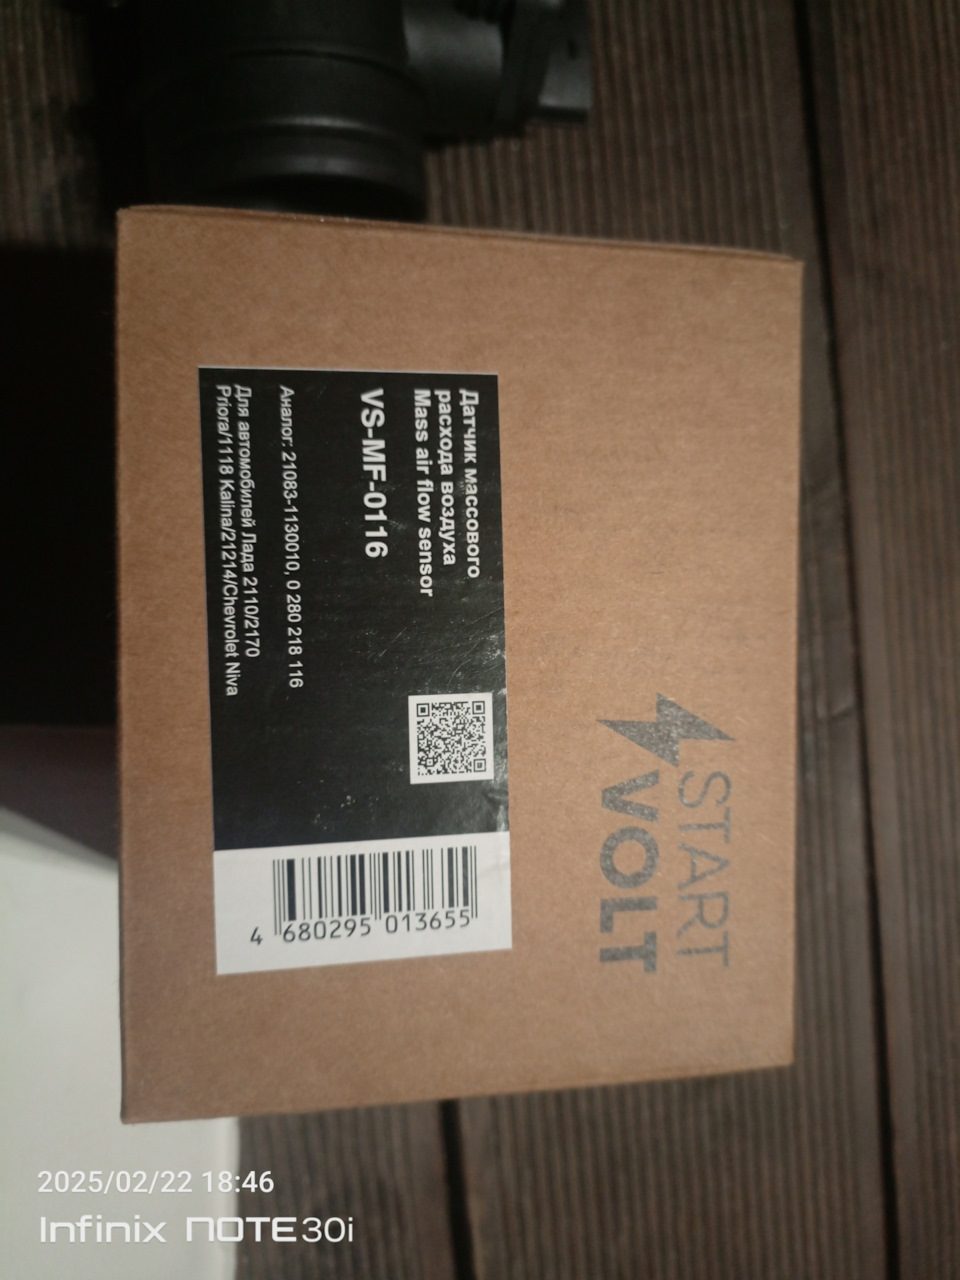 START
VOLT
Датчик массового
расхода воздуха
Mass air flow sensor
VS-MF-0116
Аналог: 21083-1130010, 0 280 218 116
Для автомобилей Лада 2110/2170
Priora/1118 Kalina/21214/Chevrolet Niva
4 680295 013655
2025/02/22 18:46
Infinix NOTE30i